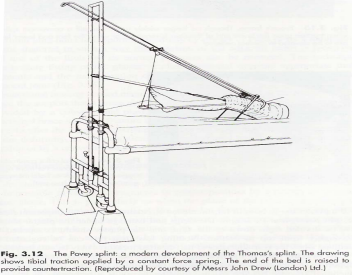 Fig. 3.12 The Povey splint: a modern development of the Thomas's splint. The drawing
shows tibial traction applied by a constant force spring. The end of the bed is raised to
provide countertraction. (Reproduced by courtesy of Messrs John Drew (London) Ltd.)